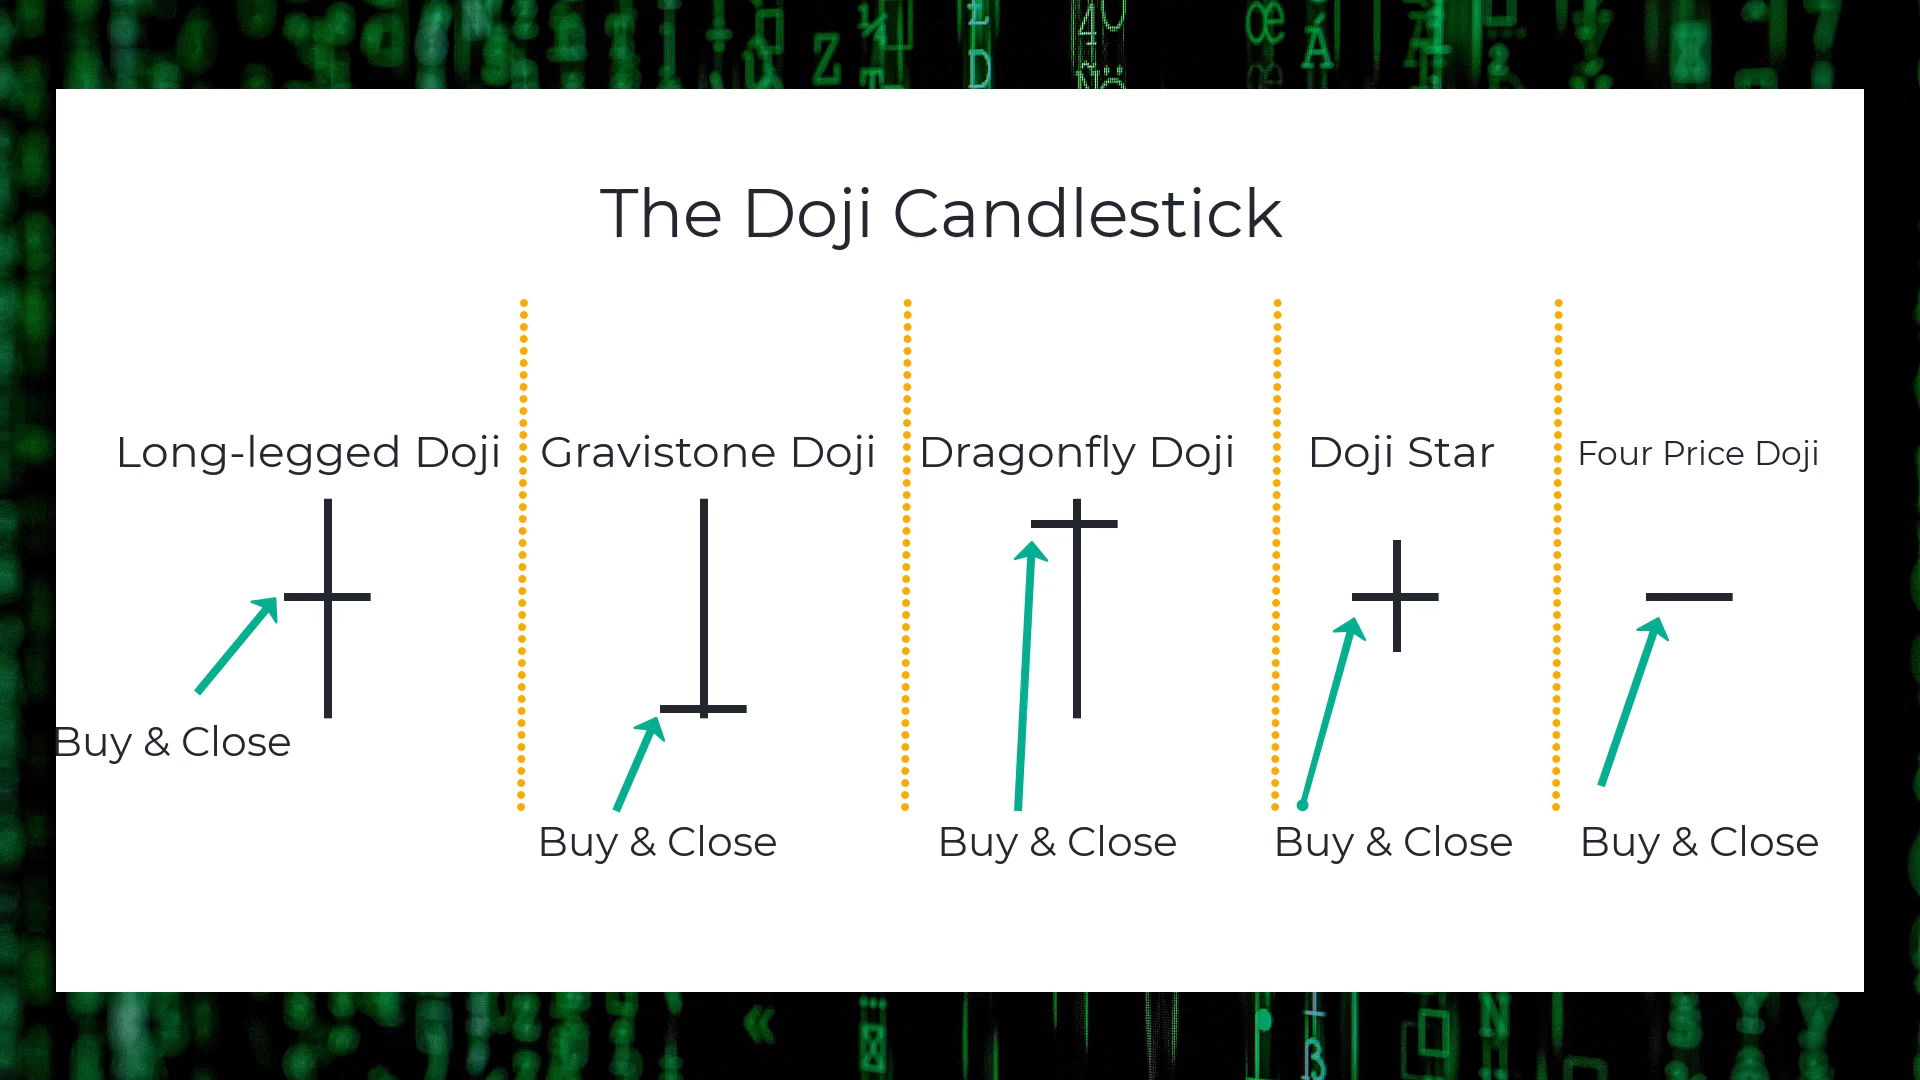 The Doji Candlestick
Long-legged Doji
Gravistone Doji
Dragonfly Doji
Doji Star
Four Price Doji
Buy & Close
Buy & Close
Buy & Close
Buy & Close
Buy & Close